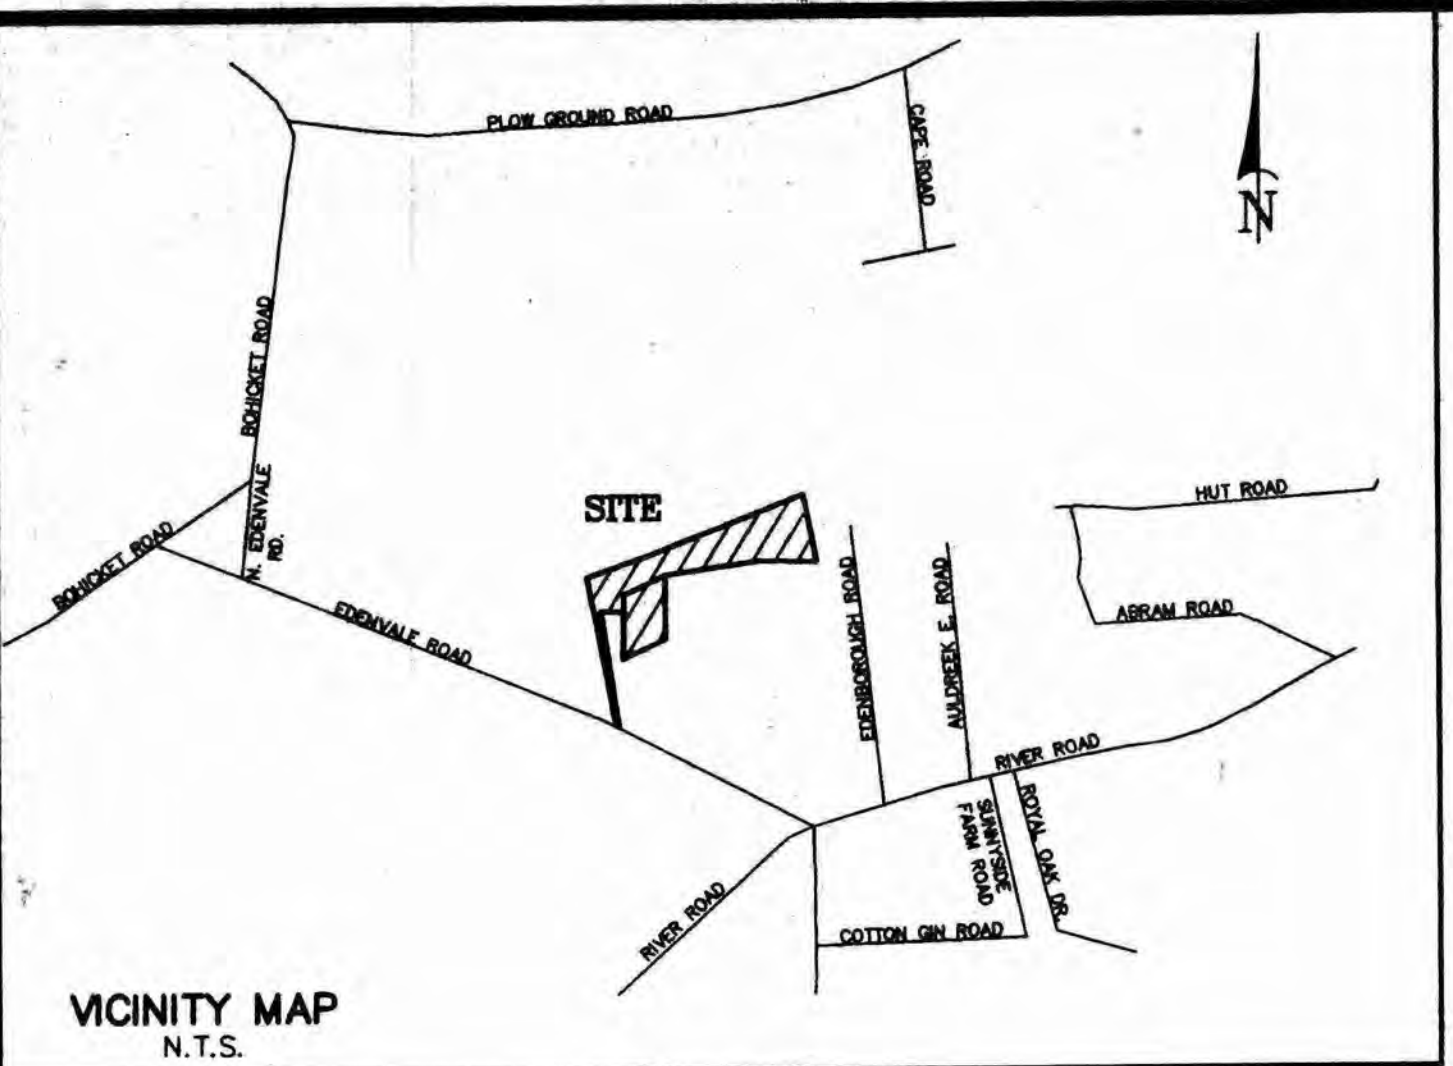 PLOW GROUND ROAD
CAPE ROAD
N
BOHICKET ROAD
N. EDENVALE
RD.
BOHICKET ROAD
SITE
HUT ROAD
EDENVALE ROAD
EDENBOROUGH ROAD
AULDREEK E. ROAD
ABRAM ROAD
RIVER ROAD
SUNNYSIDE
FARM ROAD
ROYAL OAK DR.
RIVER ROAD
COTTON GIN ROAD
VICINITY MAP
N.T.S.